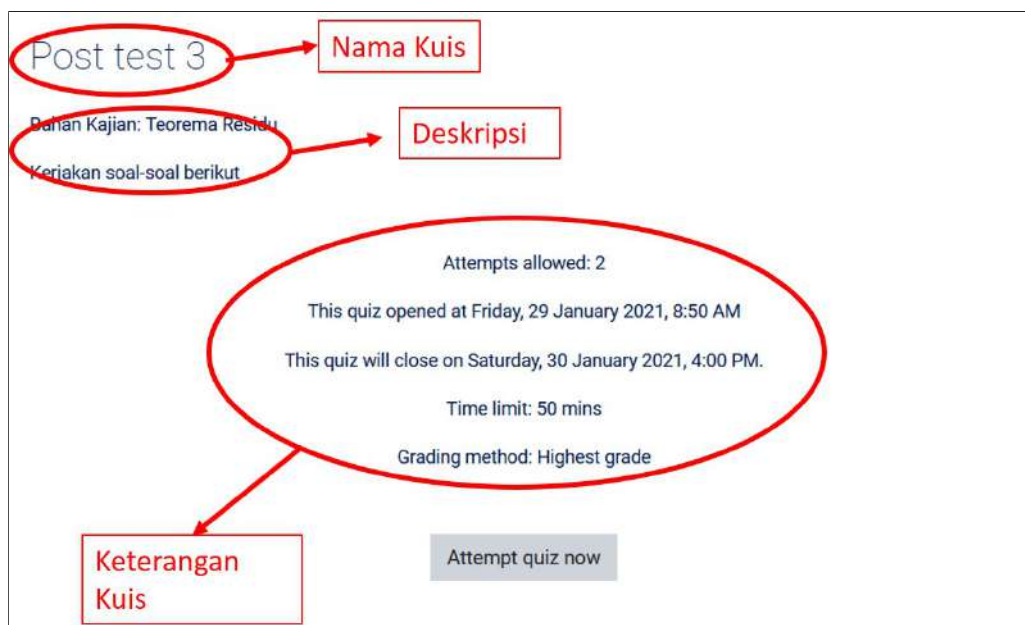 Post test 3
Nama Kuis
Bahan Kajian: Teorema Residu
Deskripsi
Kerjakan soal-soal berikut
Attempts allowed: 2
This quiz opened at Friday, 29 January 2021, 8:50 AM
This quiz will close on Saturday, 30 January 2021, 4:00 PM.
Time limit: 50 mins
Grading method: Highest grade
Keterangan
Kuis
Attempt quiz now